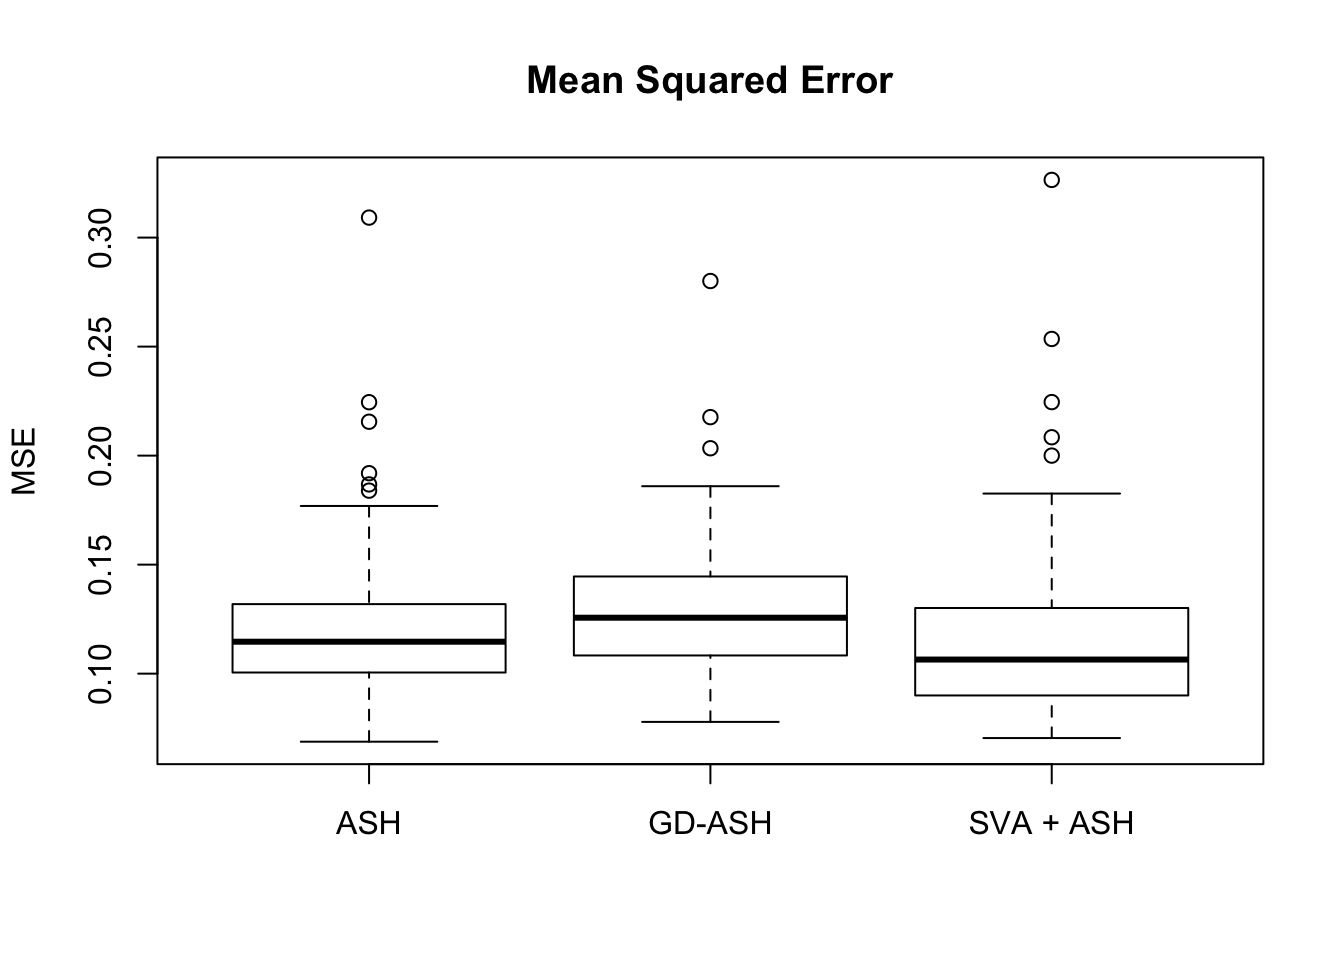 Mean Squared Error
MSE
0.30
0.25
0.20
0.15
0.10
ASH
GD-ASH
SVA + ASH